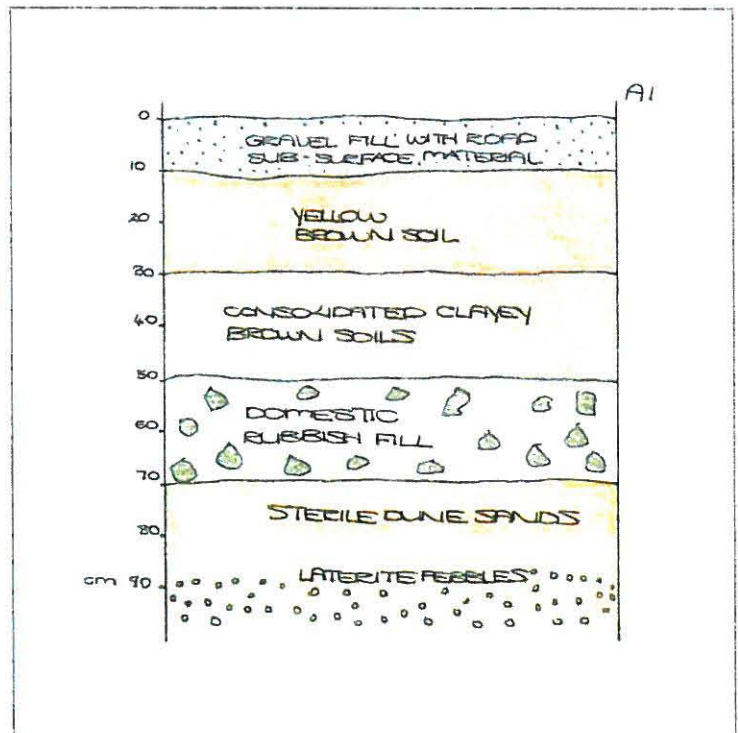 A1
0
GRAVEL FILL WITH ROAD
SUB-SURFACE MATERIAL
10
YELLOW
20
BROWN SOIL
30
CONSOLIDATED CLAYEY
40
BROWN SOILS
50
DOMESTIC
60
RUBBISH FILL
70
STERILE DUNE SANDS
80
LATERITE PEBBLES
cm 90